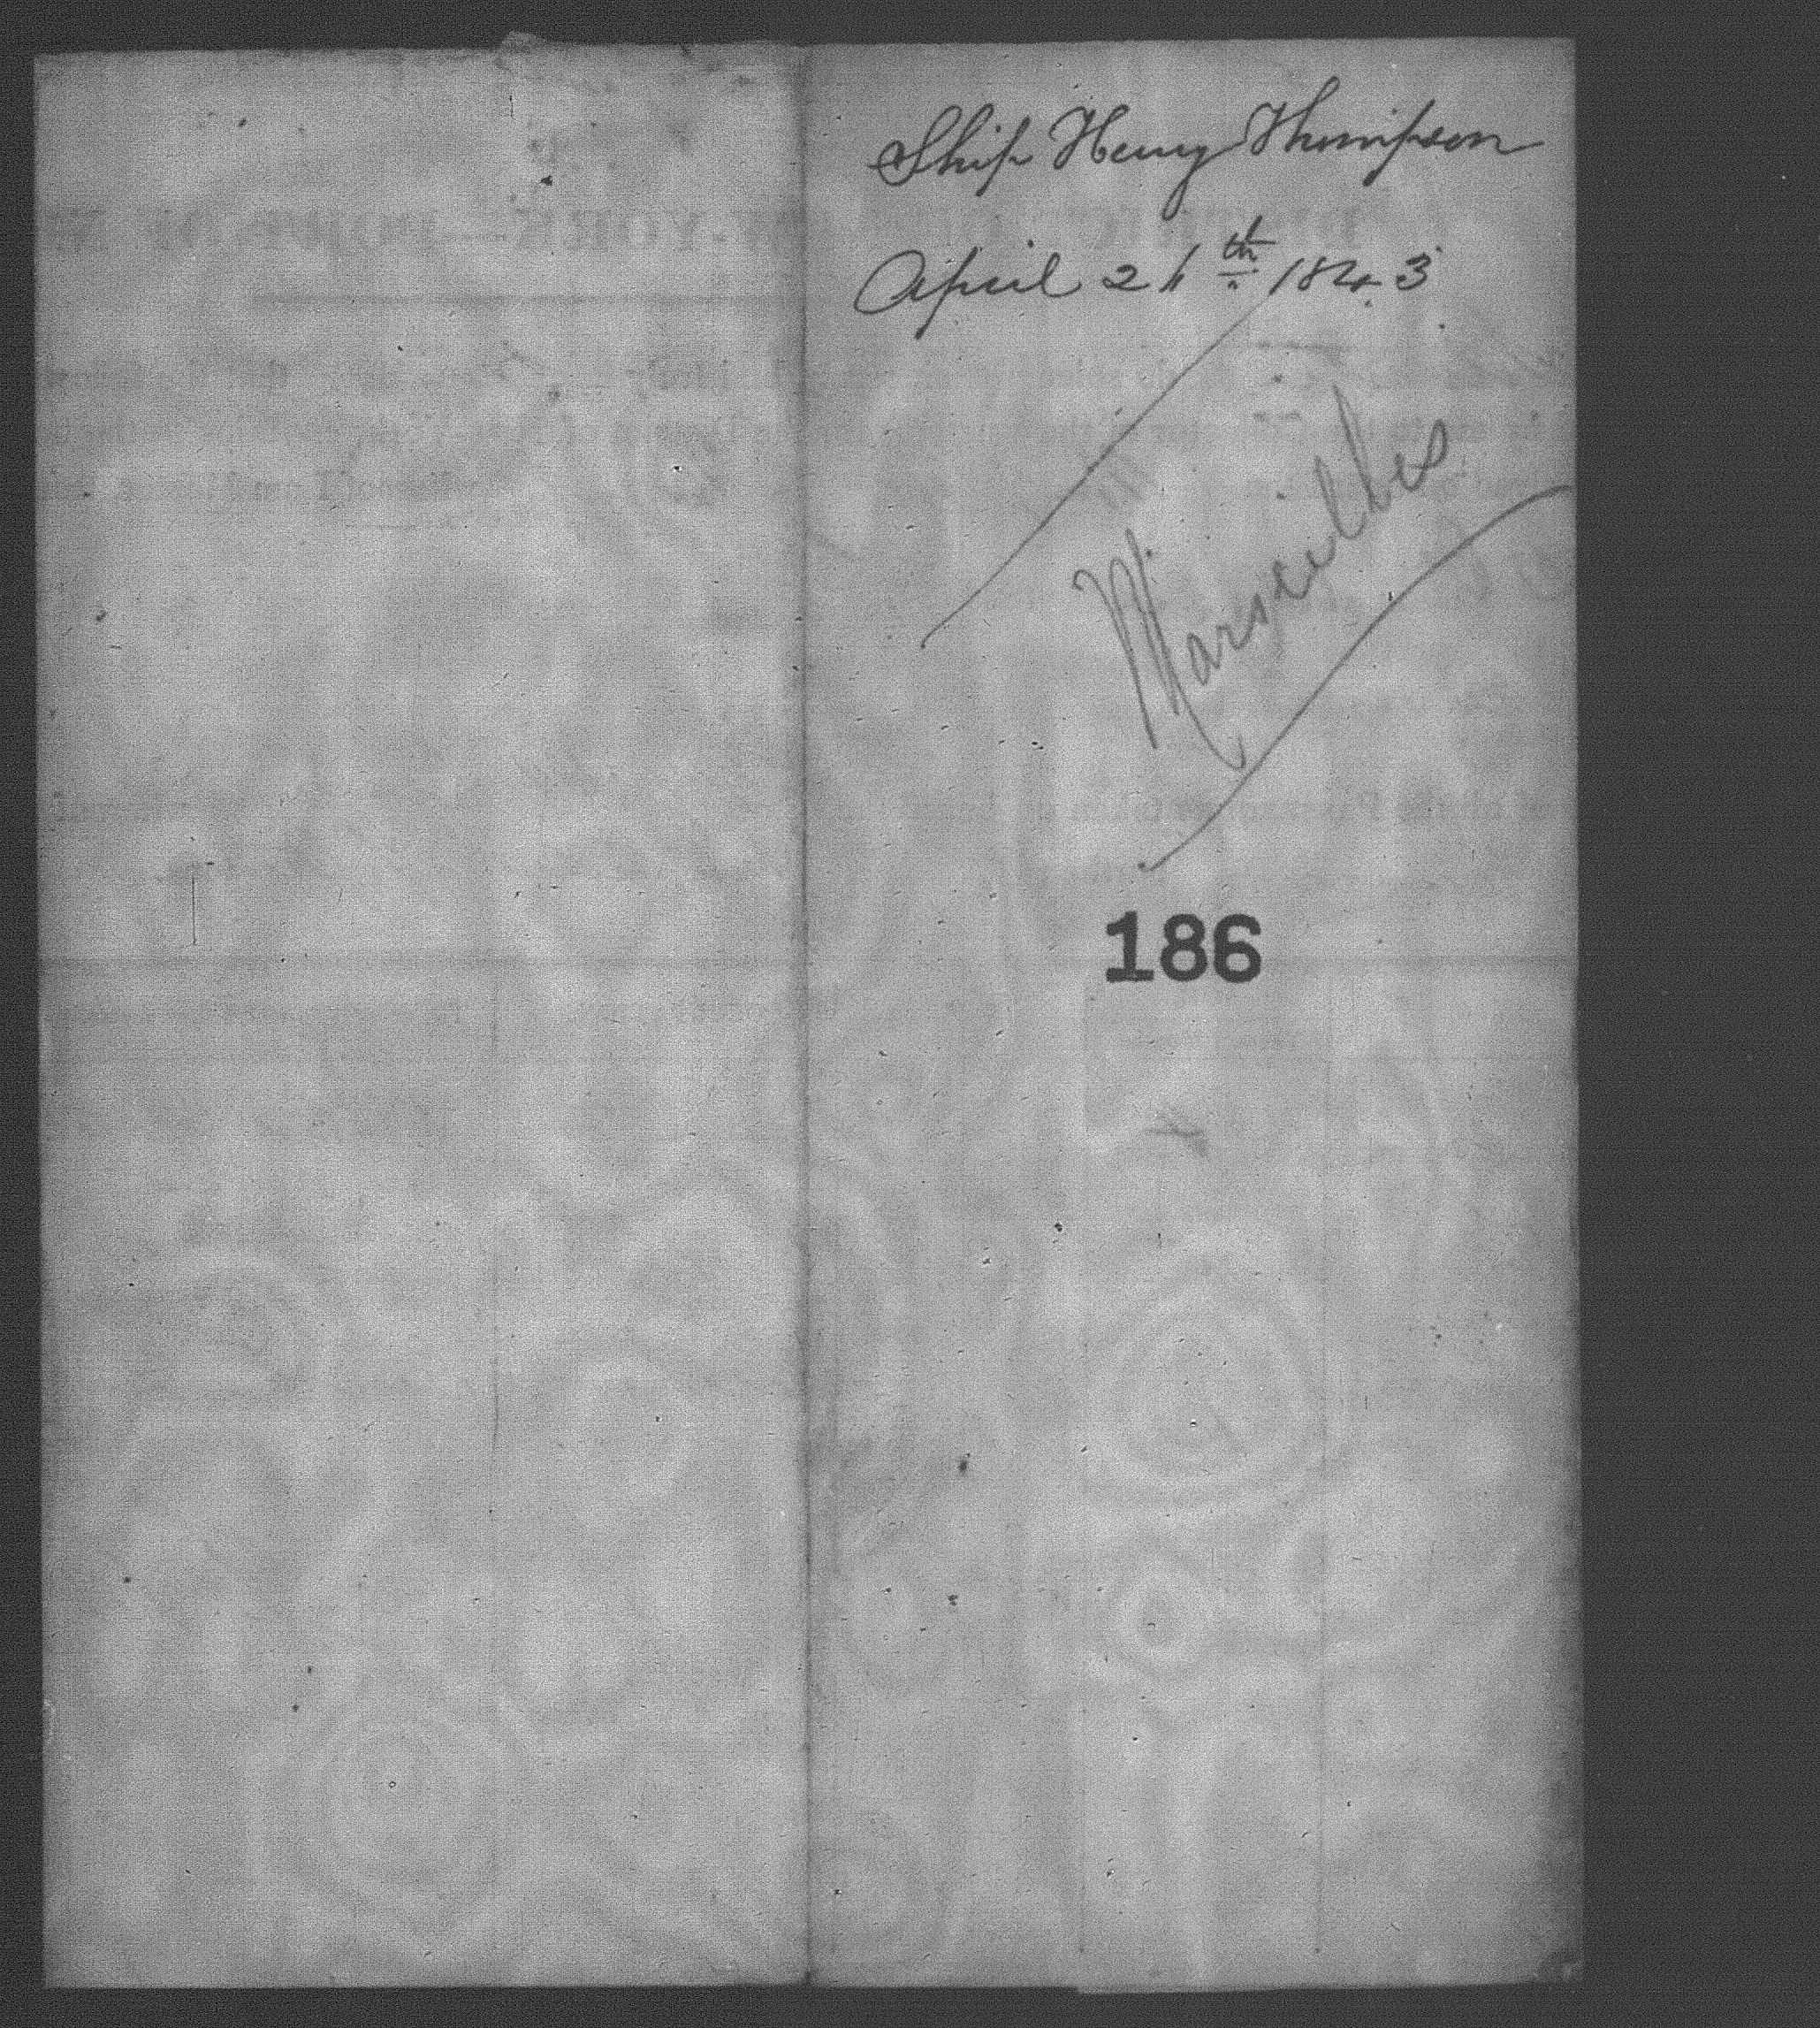 Ship Henry Thompson
April 21th 1843
Marseilles
186